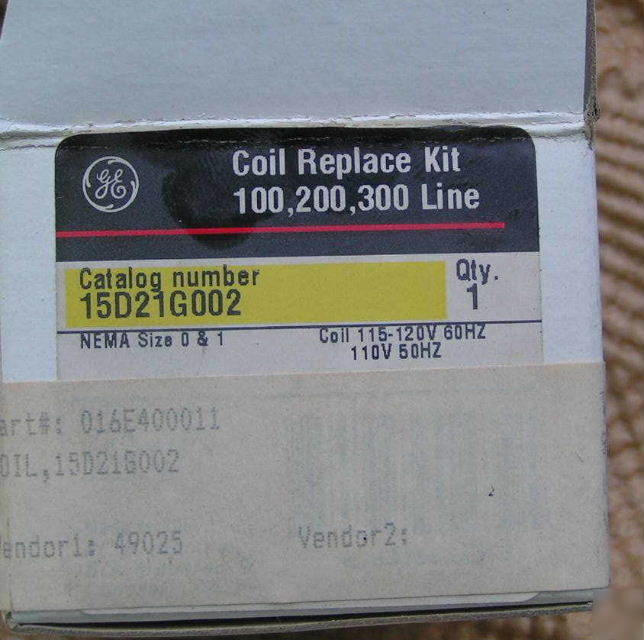 GE
Coil Replace Kit
100,200,300 Line
Catalog number
15D21G002
Qty.
1
NEMA Size 0 & 1
Coil 115-120V 60HZ
110V 50HZ
art#: 016E400011
OIL,15D21G002
endor1: 49025
Vendor2: